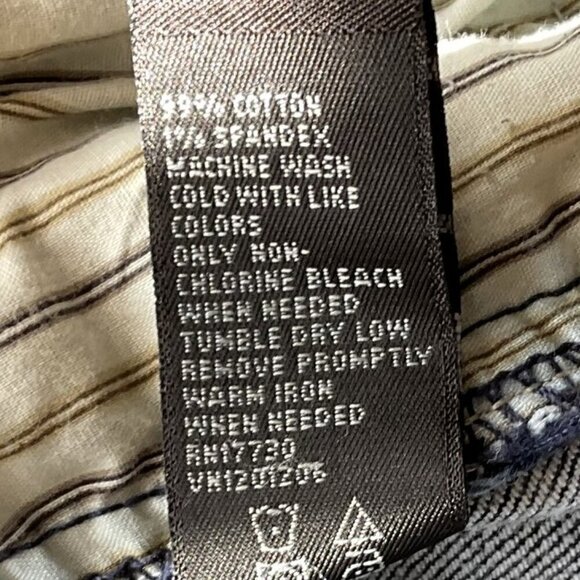 99% COTTON
1% SPANDEX
MACHINE WASH
COLD WITH LIKE
COLORS
ONLY NON-
CHLORINE BLEACH
WHEN NEEDED
TUMBLE DRY LOW
REMOVE PROMPTLY
WARM IRON
WHEN NEEDED
RN17730
VN1201206